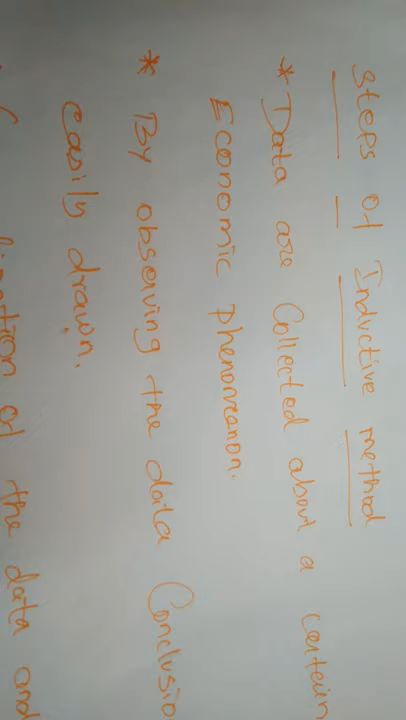 Steps of Inductive method
* Data are Collected about a certain
Economic phenomenon.
* By observing the data Conclusio
easily drawn.
of the data and